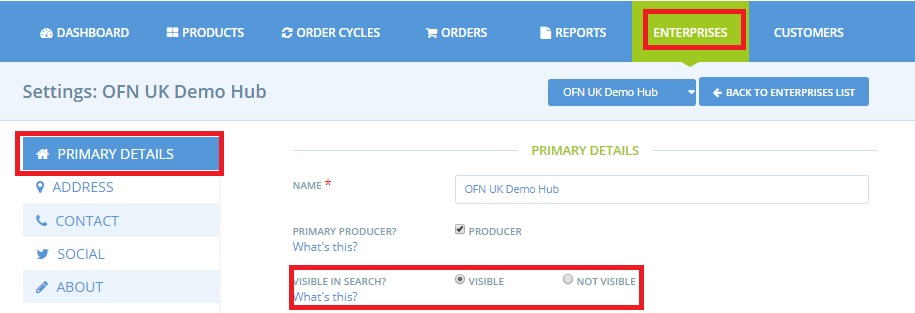 DASHBOARD PRODUCTS ORDER CYCLES ORDERS REPORTS ENTERPRISES CUSTOMERS
Settings: OFN UK Demo Hub OFN UK Demo Hub BACK TO ENTERPRISES LIST
PRIMARY DETAILS
ADDRESS
CONTACT
SOCIAL
ABOUT
PRIMARY DETAILS
NAME * OFN UK Demo Hub
PRIMARY PRODUCER? PRODUCER
What's this?
VISIBLE IN SEARCH? VISIBLE NOT VISIBLE
What's this?